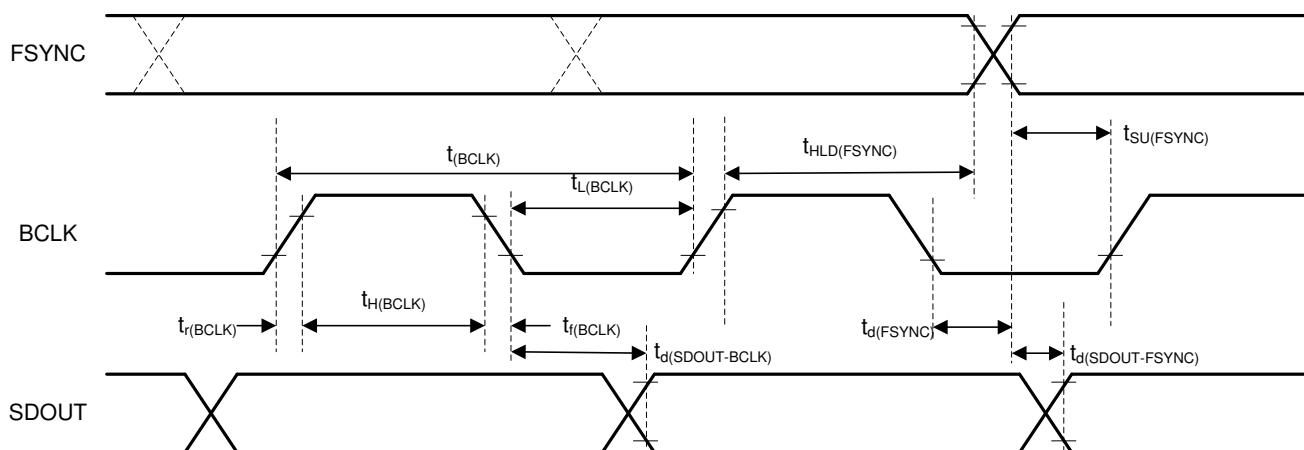 FSYNC
t(BCLK)
tHLD(FSYNC)
tSU(FSYNC)
tL(BCLK)
BCLK
tr(BCLK)
tH(BCLK)
tf(BCLK)
td(FSYNC)
td(SDOUT-BCLK)
td(SDOUT-FSYNC)
SDOUT